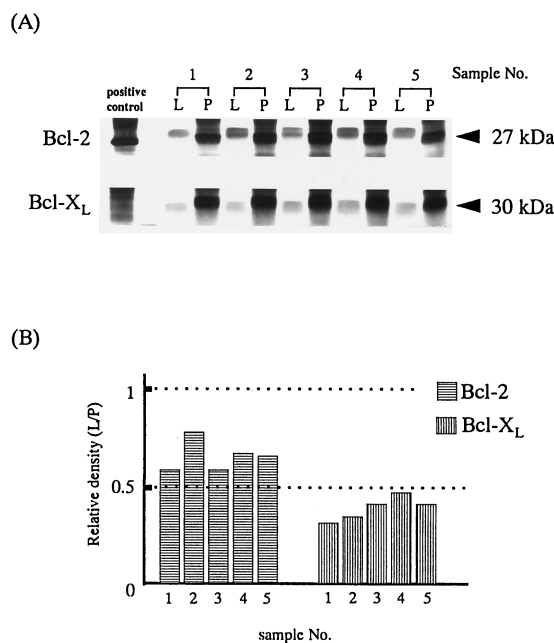 (A)
1 2 3 4 5 Sample No.
positive
control L P L P L P L P L P
Bcl-2 27 kDa
Bcl-XL 30 kDa
(B)
Relative density (L/P)
1
0.5
0
Bcl-2
Bcl-XL
1 2 3 4 5 1 2 3 4 5
sample No.